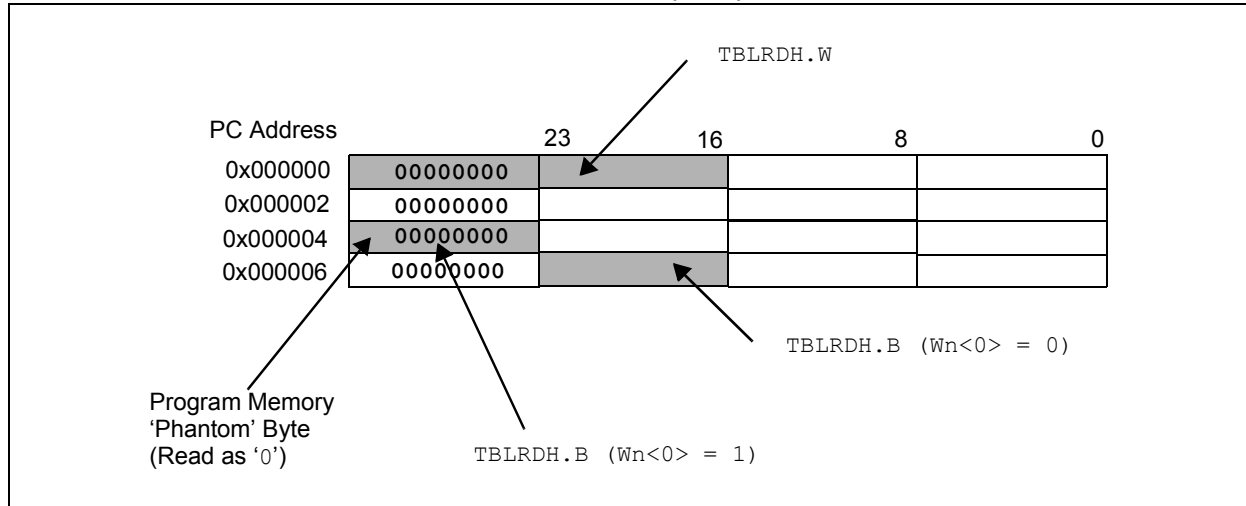 TBLRDH.W
PC Address
23 16 8 0
0x000000 00000000
0x000002 00000000
0x000004 00000000
0x000006 00000000
TBLRDH.B (Wn<0> = 0)
Program Memory
‘Phantom’ Byte
(Read as ‘0’)
TBLRDH.B (Wn<0> = 1)